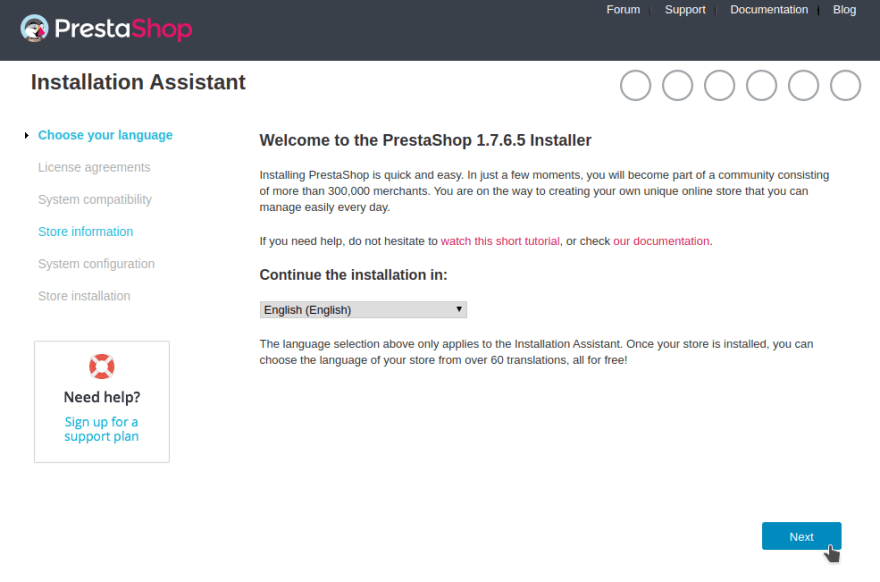 Forum
Support
Documentation
Blog
PrestaShop
Installation Assistant
Choose your language
License agreements
System compatibility
Store information
System configuration
Store installation
Need help?
Sign up for a
support plan
Welcome to the PrestaShop 1.7.6.5 Installer
Installing PrestaShop is quick and easy. In just a few moments, you will become part of a community consisting
of more than 300,000 merchants. You are on the way to creating your own unique online store that you can
manage easily every day.
If you need help, do not hesitate to watch this short tutorial, or check our documentation.
Continue the installation in:
English (English)
The language selection above only applies to the Installation Assistant. Once your store is installed, you can
choose the language of your store from over 60 translations, all for free!
Next